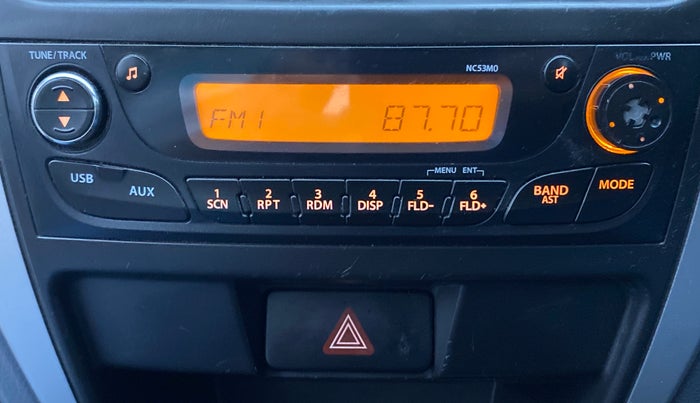 TUNE/TRACK
NC53M0
VOL PWR
FM1 87.70
USB AUX
MENU ENT
1 SCN
2 RPT
3 RDM
4 DISP
5 FLD-
6 FLD+
BAND AST
MODE